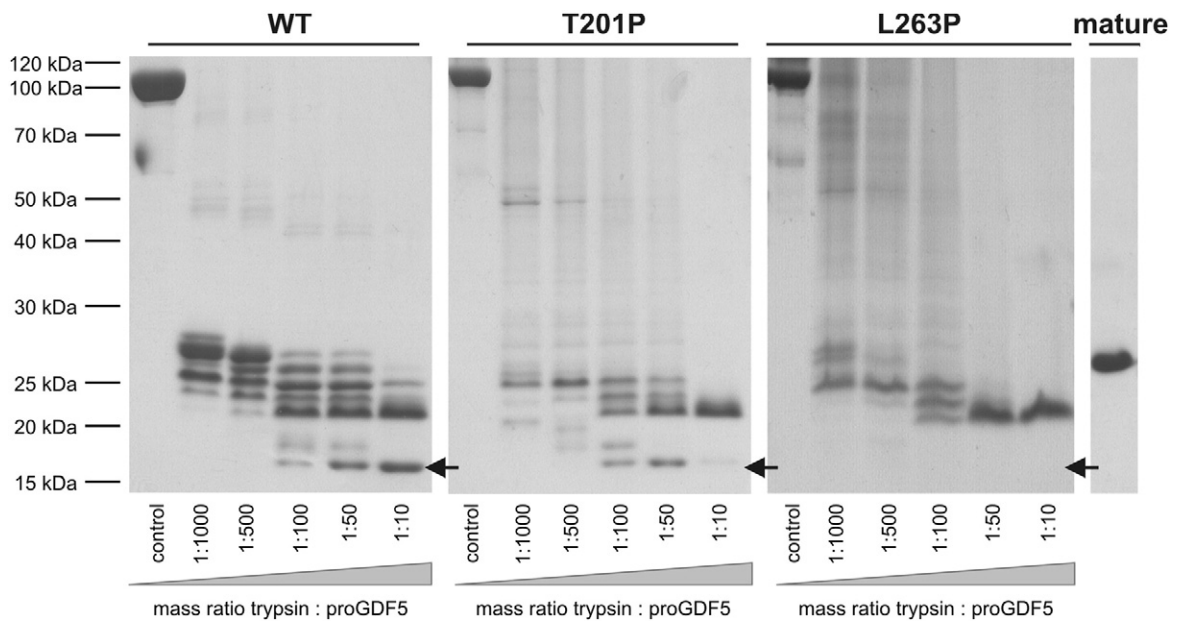 WT T201P L263P mature
120 kDa
100 kDa
70 kDa
50 kDa
40 kDa
30 kDa
25 kDa
20 kDa
15 kDa
control 1:1000 1:500 1:100 1:50 1:10 control 1:1000 1:500 1:100 1:50 1:10 control 1:1000 1:500 1:100 1:50 1:10
mass ratio trypsin : proGDF5 mass ratio trypsin : proGDF5 mass ratio trypsin : proGDF5